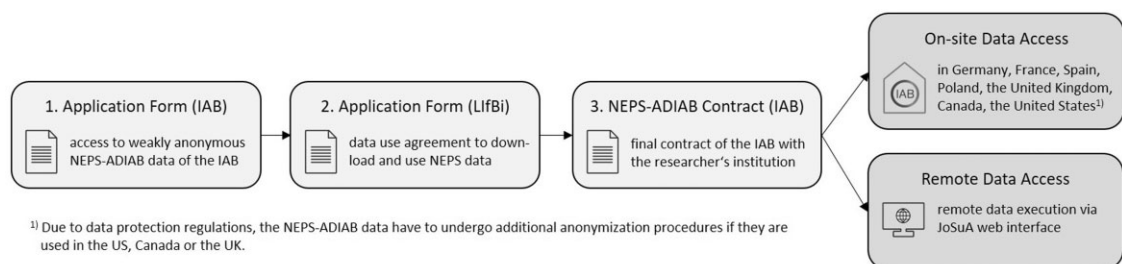 1. Application Form (IAB)
access to weakly anonymous
NEPS-ADIAB data of the IAB
2. Application Form (LIfBi)
data use agreement to down-
load and use NEPS data
3. NEPS-ADIAB Contract (IAB)
final contract of the IAB with
the researcher‘s institution
On-site Data Access
IAB
in Germany, France, Spain,
Poland, the United Kingdom,
Canada, the United States¹⁾
Remote Data Access
remote data execution via
JoSuA web interface
¹⁾ Due to data protection regulations, the NEPS-ADIAB data have to undergo additional anonymization procedures if they are
used in the US, Canada or the UK.